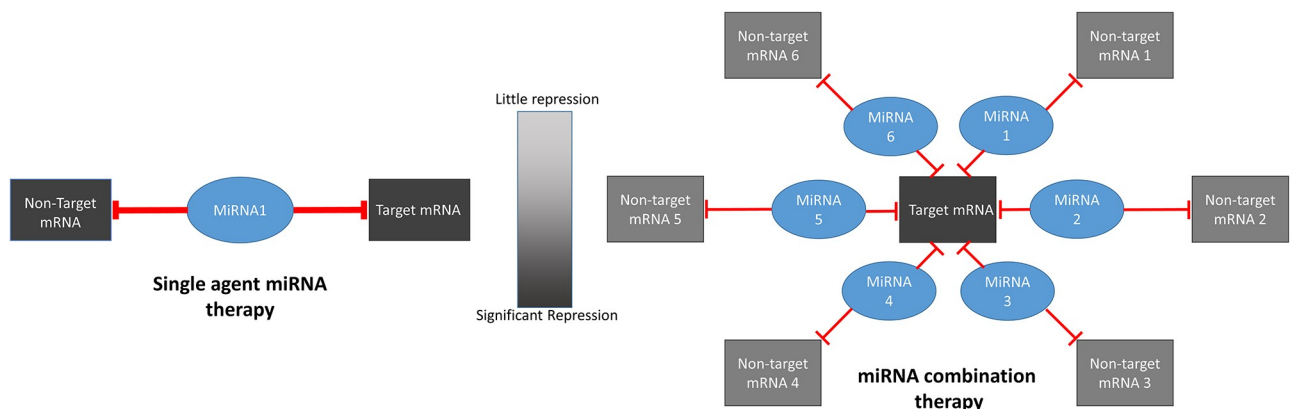 Non-Target
mRNA
MiRNA1
Target mRNA
Single agent miRNA
therapy
Little repression
Significant Repression
Non-target
mRNA 6
Non-target
mRNA 1
MiRNA
6
MiRNA
1
Non-target
mRNA 5
MiRNA
5
Target mRNA
MiRNA
2
Non-target
mRNA 2
MiRNA
4
MiRNA
3
Non-target
mRNA 4
Non-target
mRNA 3
miRNA combination
therapy